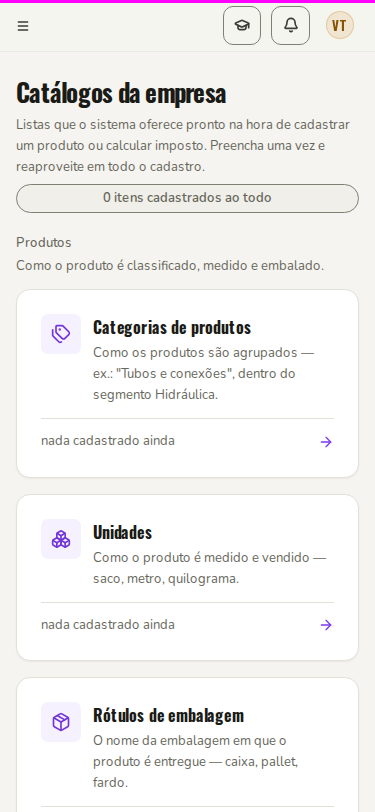 VT
Catálogos da empresa
Listas que o sistema oferece pronto na hora de cadastrar
um produto ou calcular imposto. Preencha uma vez e
reaproveite em todo o cadastro.
0 itens cadastrados ao todo
Produtos
Como o produto é classificado, medido e embalado.
Categorias de produtos
Como os produtos são agrupados —
ex.: "Tubos e conexões", dentro do
segmento Hidráulica.
nada cadastrado ainda
Unidades
Como o produto é medido e vendido —
saco, metro, quilograma.
nada cadastrado ainda
Rótulos de embalagem
O nome da embalagem em que o
produto é entregue — caixa, pallet,
fardo.